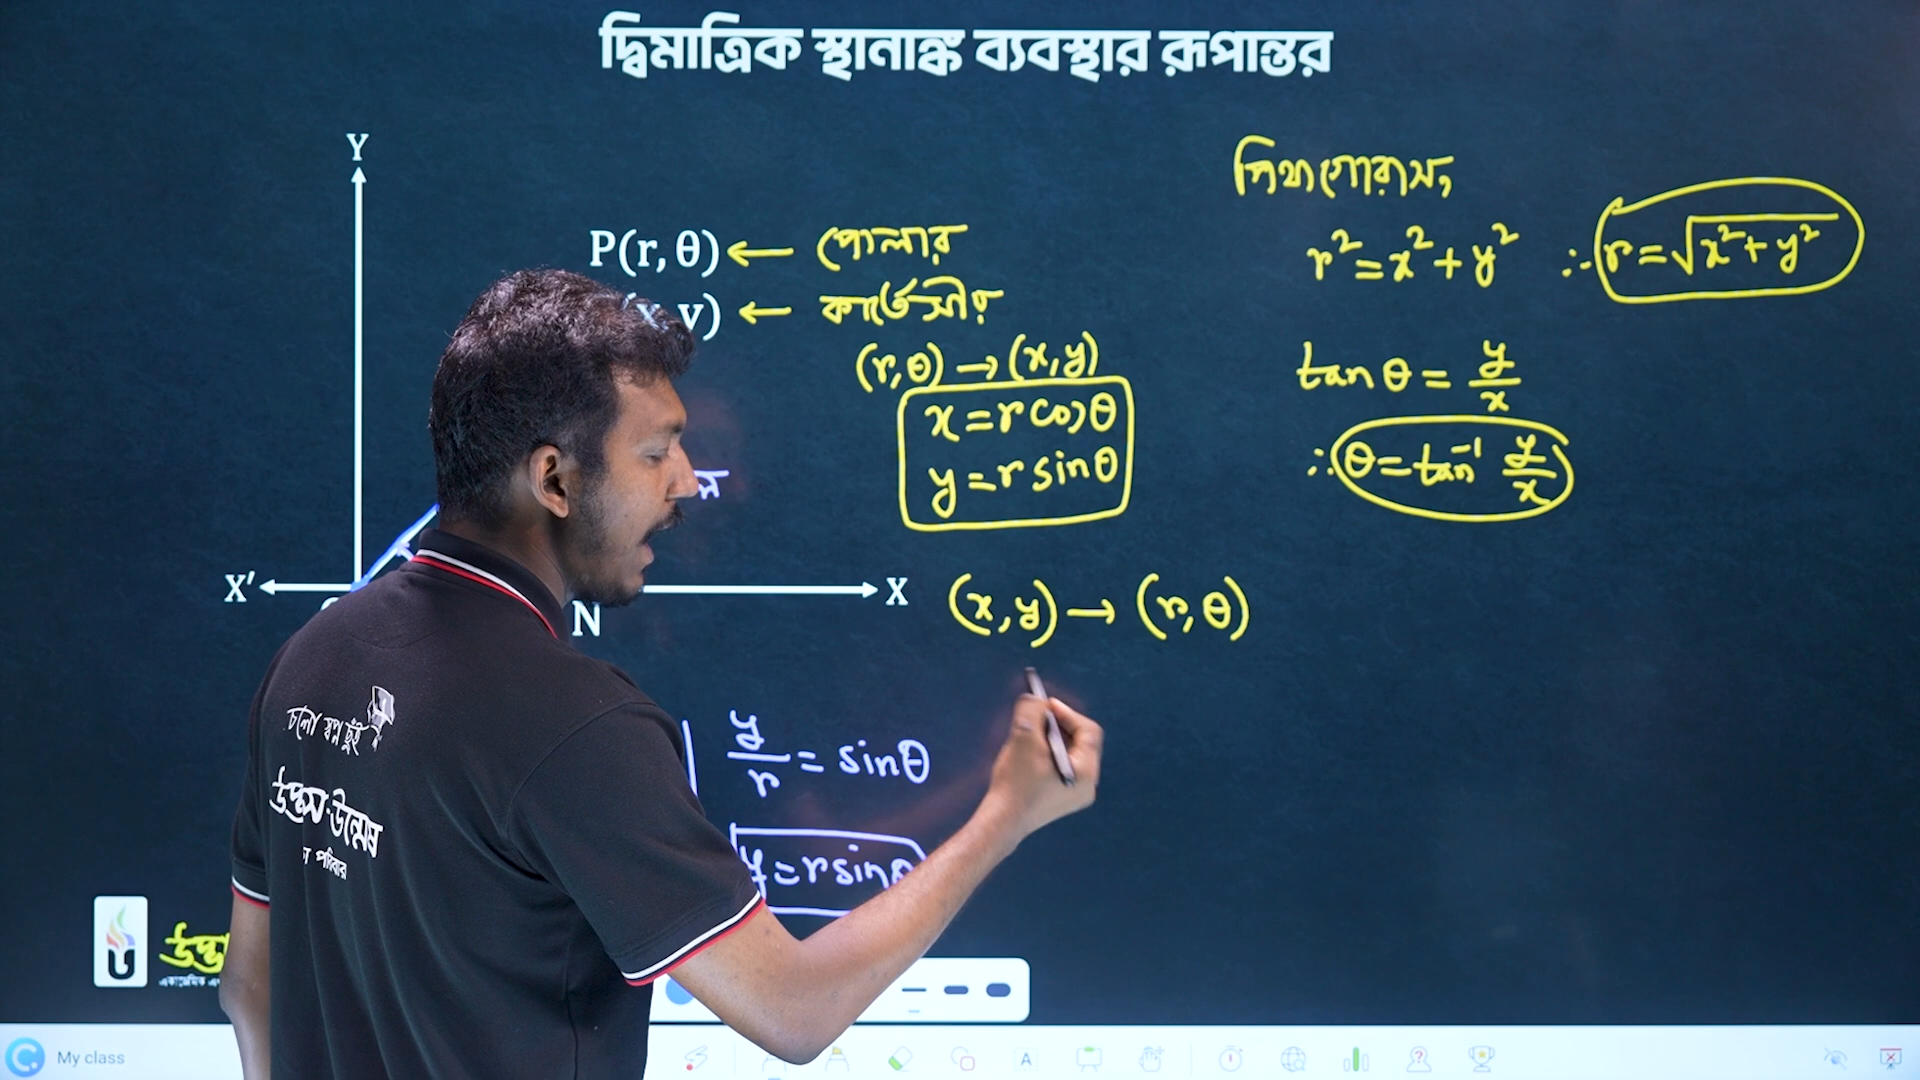 দ্বিমাত্রিক স্থানাঙ্ক ব্যবস্থার রূপান্তর
Y
P(r, θ) ← পোলার
(x, y) ← কার্তেসীয়
(r, θ) → (x, y)
x = r cosθ
y = r sinθ
X′
X
N
পিথাগোরাস,
r² = x² + y² ∴ r = √x² + y²
tan θ = y/x
∴ θ = tan⁻¹ y/x
(x, y) → (r, θ)
y/r = sinθ
y = r sinθ
চলো স্বপ্ন ছুঁই
উদ্ভাস-উন্মেষ
পরিবার
My class